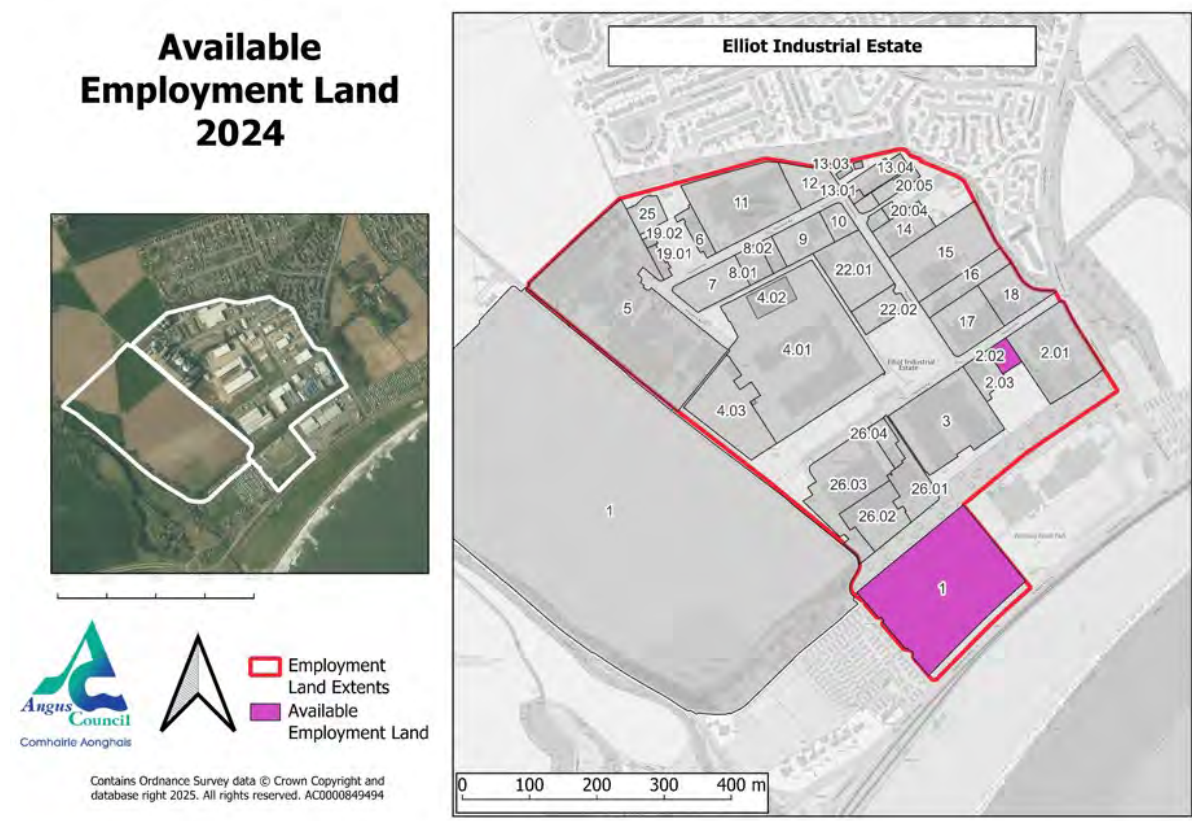 Available
Employment Land
2024
Elliot Industrial Estate
13.03
13.04
12
13.01
20.05
11
25
20.04
10
14
19.02
6
9
8.02
19.01
15
8.01
22.01
16
7
4.02
18
5
22.02
17
4.01
Elliot Industrial
Estate
2.02
2.01
2.03
4.03
3
26.04
26.03
26.01
26.02
1
1
Angus
Council
Comhairle Aonghais
Employment
Land Extents
Available
Employment Land
Contains Ordnance Survey data © Crown Copyright and
database right 2025. All rights reserved. AC0000849494
0 100 200 300 400 m